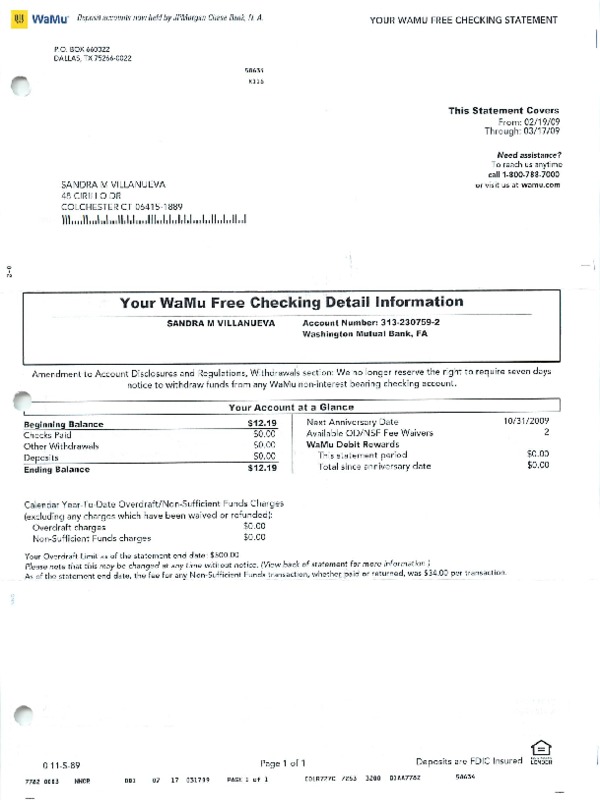 WaMu Deposit accounts now held by JPMorgan Chase Bank, N. A.
YOUR WAMU FREE CHECKING STATEMENT
P.O. BOX 660022
DALLAS, TX 75266-0022
58634
K116
This Statement Covers
From: 02/19/09
Through: 03/17/09
Need assistance?
To reach us anytime
call 1-800-788-7000
or visit us at wamu.com
SANDRA M VILLANUEVA
48 CIRILLO DR
COLCHESTER CT 06415-1889
Your WaMu Free Checking Detail Information
SANDRA M VILLANUEVA Account Number: 313-230759-2
Washington Mutual Bank, FA
Amendment to Account Disclosures and Regulations, Withdrawals section: We no longer reserve the right to require seven days
notice to withdraw funds from any WaMu non-interest bearing checking account.
Your Account at a Glance
Beginning Balance $12.19
Checks Paid $0.00
Other Withdrawals $0.00
Deposits $0.00
Ending Balance $12.19
Next Anniversary Date 10/31/2009
Available OD/NSF Fee Waivers 2
WaMu Debit Rewards
This statement period $0.00
Total since anniversary date $0.00
Calendar Year-To-Date Overdraft/Non-Sufficient Funds Charges
(excluding any charges which have been waived or refunded):
Overdraft charges $0.00
Non-Sufficient Funds charges $0.00
Your Overdraft Limit as of the statement end date: $500.00
Please note that this may be changed at any time without notice. (View back of statement for more information.)
As of the statement end date, the fee for any Non-Sufficient Funds transaction, whether paid or returned, was $34.00 per transaction.
0 11-S-89 Page 1 of 1 Deposits are FDIC Insured
LENDER
7782 0003 001 07 17 031709 PAGE 1 of 1 3200 D1AA7782 58634